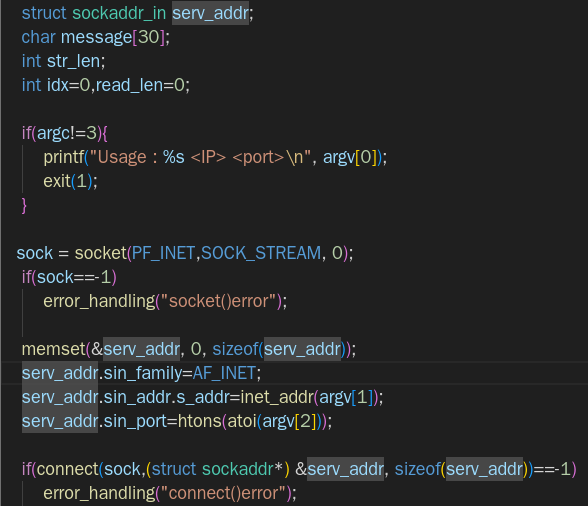 struct sockaddr_in serv_addr;
char message[30];
int str_len;
int idx=0,read_len=0;
if(argc!=3){
printf("Usage : %s <IP> <port>\n", argv[0]);
exit(1);
}
sock = socket(PF_INET,SOCK_STREAM, 0);
if(sock==-1)
error_handling("socket()error");
memset(&serv_addr, 0, sizeof(serv_addr));
serv_addr.sin_family=AF_INET;
serv_addr.sin_addr.s_addr=inet_addr(argv[1]);
serv_addr.sin_port=htons(atoi(argv[2]));
if(connect(sock,(struct sockaddr*) &serv_addr, sizeof(serv_addr))==-1)
error_handling("connect()error");